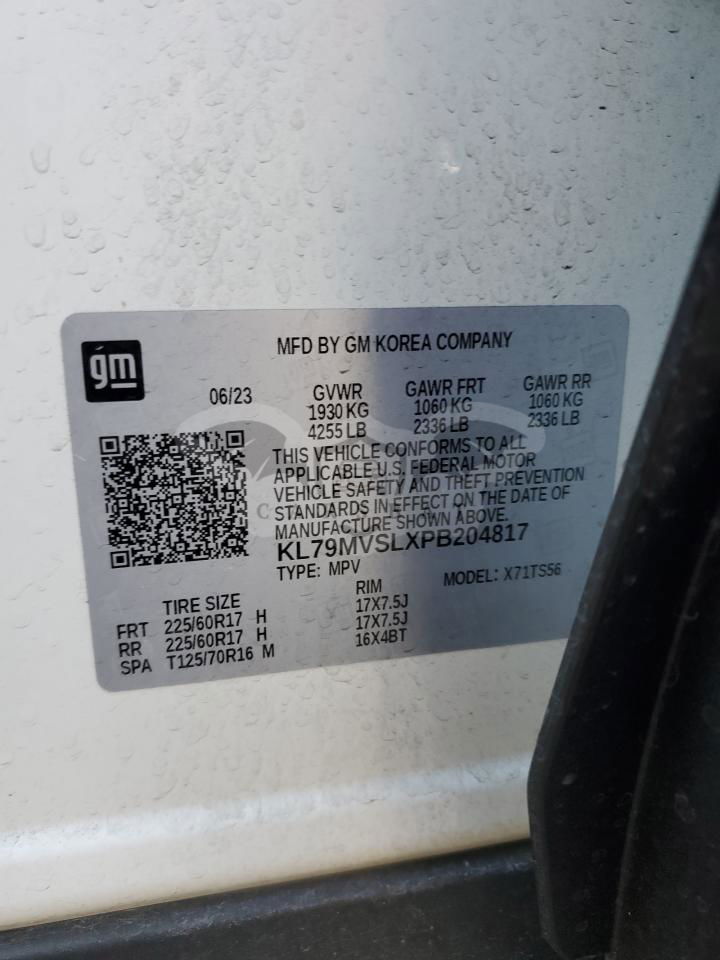 gm
MFD BY GM KOREA COMPANY
06/23 GVWR GAWR FRT GAWR RR
1930 KG 1060 KG 1060 KG
4255 LB 2336 LB 2336 LB
THIS VEHICLE CONFORMS TO ALL
APPLICABLE U.S. FEDERAL MOTOR
VEHICLE SAFETY AND THEFT PREVENTION
STANDARDS IN EFFECT ON THE DATE OF
MANUFACTURE SHOWN ABOVE.
KL79MVSLXPB204817
TYPE: MPV MODEL: X71TS56
TIRE SIZE RIM
FRT 225/60R17 H 17X7.5J
RR 225/60R17 H 17X7.5J
SPA T125/70R16 M 16X4BT